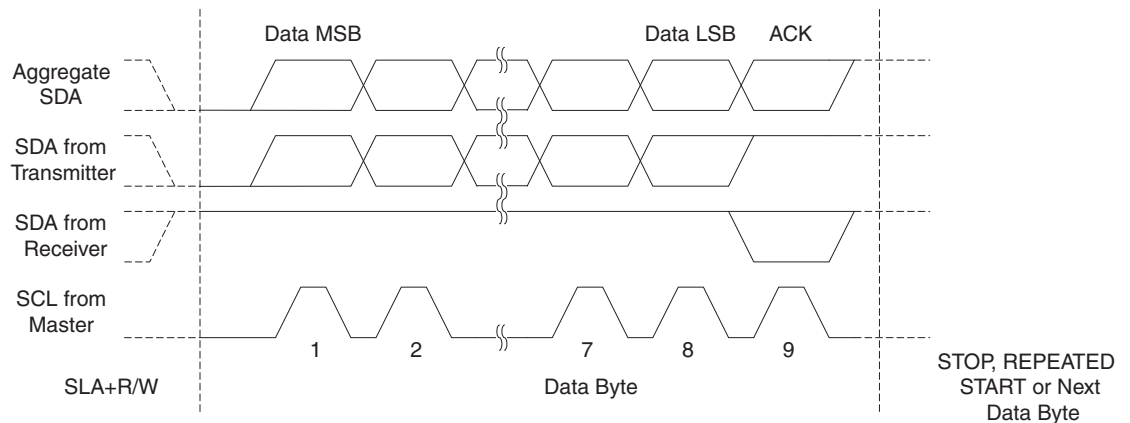 Data MSB
Data LSB
ACK
Aggregate
SDA
SDA from
Transmitter
SDA from
Receiver
SCL from
Master
1
2
7
8
9
SLA+R/W
Data Byte
STOP, REPEATED
START or Next
Data Byte